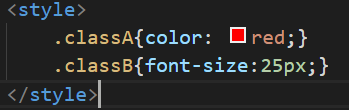 <style>
.classA{color: red;}
.classB{font-size:25px;}
</style>